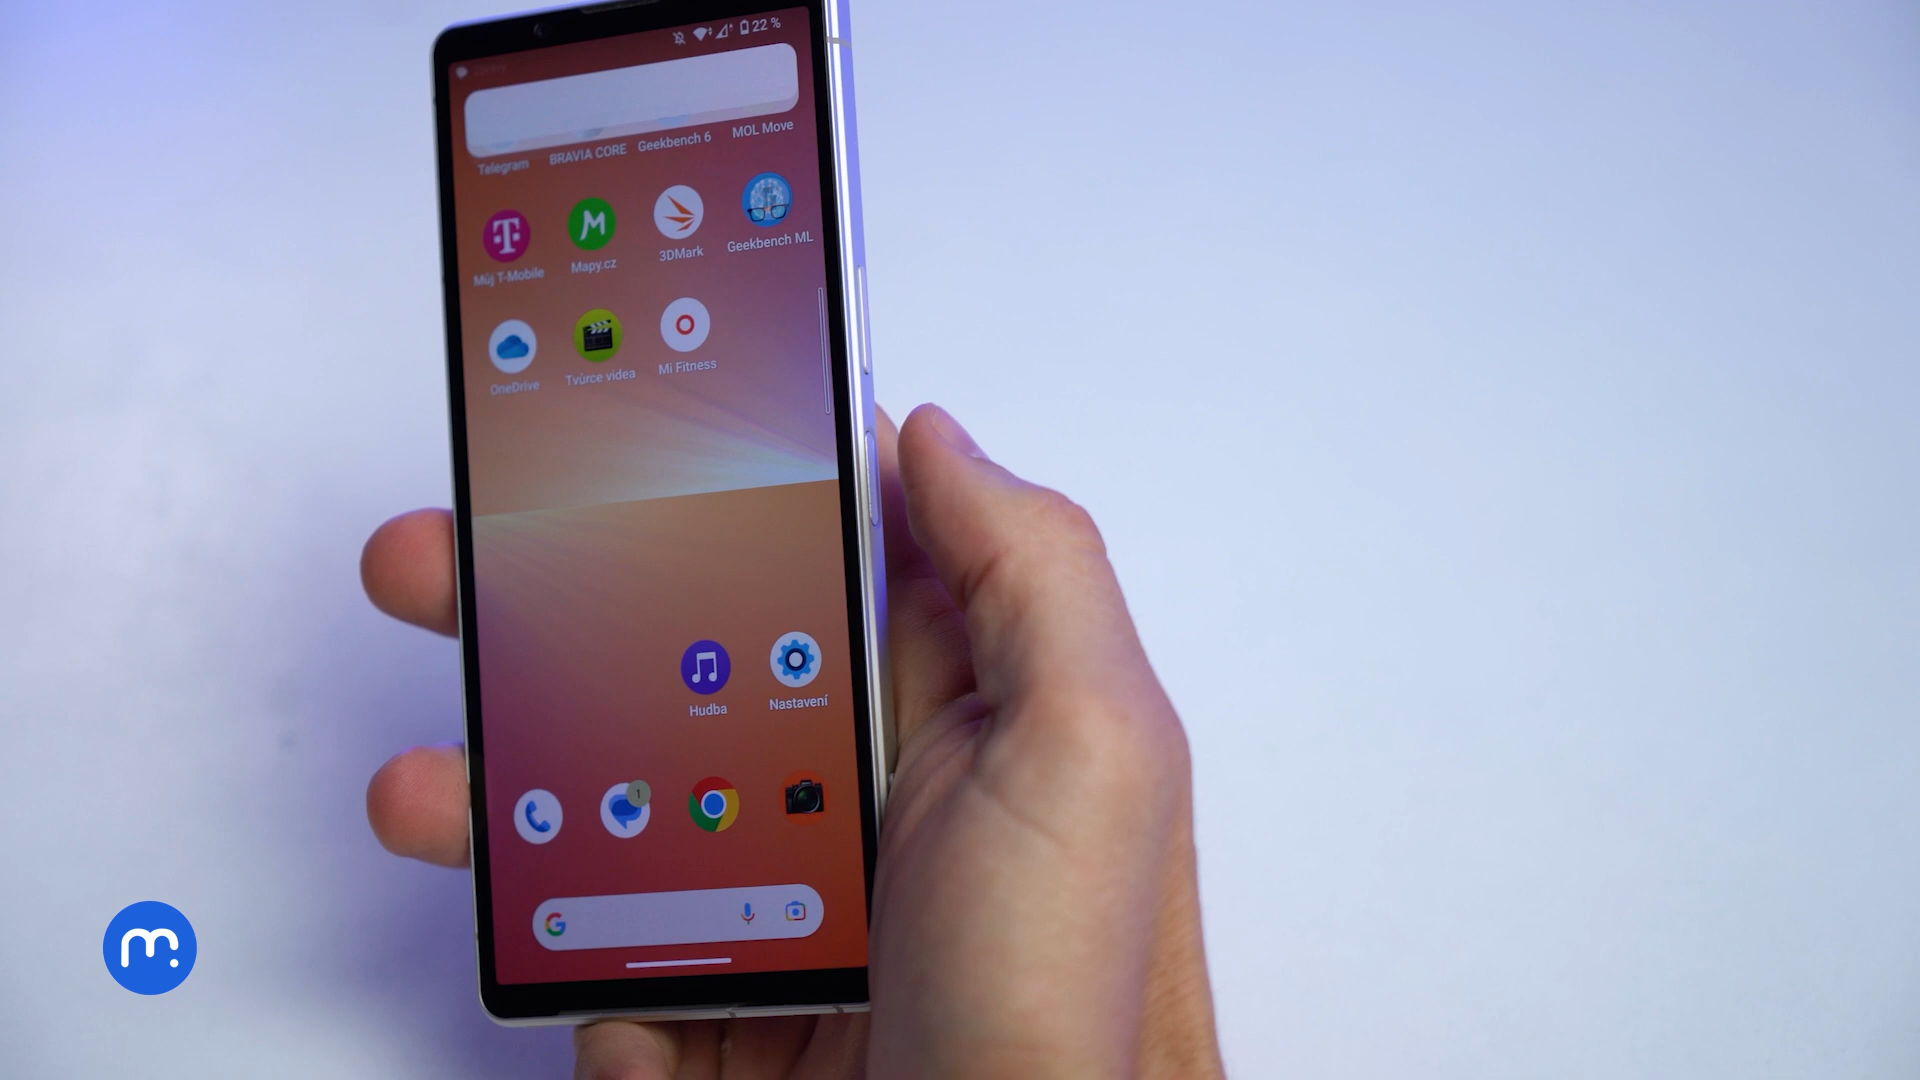 22 %
Telegram
BRAVIA CORE
Geekbench 6
MOL Move
Můj T-Mobile
Mapy.cz
3DMark
Geekbench ML
OneDrive
Tvůrce videa
Mi Fitness
Hudba
Nastavení
1
m.